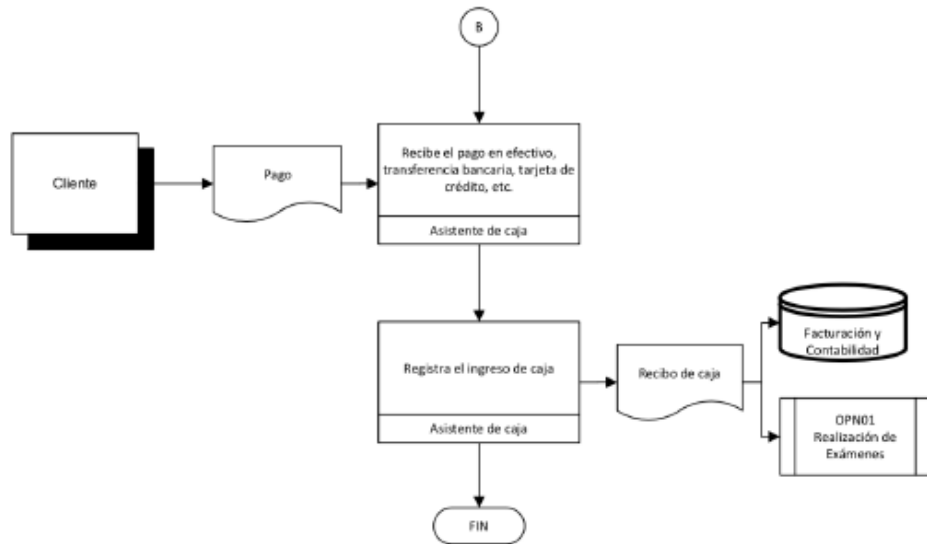 B
Cliente
Pago
Recibe el pago en efectivo,
transferencia bancaria, tarjeta de
crédito, etc.
Asistente de caja
Registra el ingreso de caja
Asistente de caja
Recibo de caja
Facturación y
Contabilidad
OPN01
Realización de
Exámenes
FIN